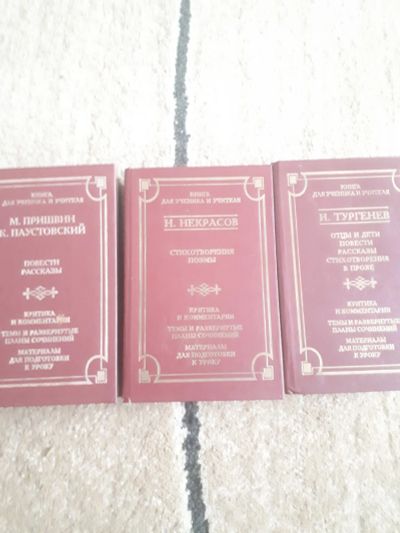 КНИГА
ДЛЯ УЧЕНИКА И УЧИТЕЛЯ
М. ПРИШВИН
К. ПАУСТОВСКИЙ
ПОВЕСТИ
РАССКАЗЫ
КРИТИКА
И КОММЕНТАРИИ
ТЕМЫ И РАЗВЕРНУТЫЕ
ПЛАНЫ СОЧИНЕНИЙ
МАТЕРИАЛЫ
ДЛЯ ПОДГОТОВКИ
К УРОКУ
КНИГА
ДЛЯ УЧЕНИКА И УЧИТЕЛЯ
Н. НЕКРАСОВ
СТИХОТВОРЕНИЯ
ПОЭМЫ
КРИТИКА
И КОММЕНТАРИИ
ТЕМЫ И РАЗВЕРНУТЫЕ
ПЛАНЫ СОЧИНЕНИЙ
МАТЕРИАЛЫ
ДЛЯ ПОДГОТОВКИ
К УРОКУ
КНИГА
ДЛЯ УЧЕНИКА И УЧИТЕЛЯ
И. ТУРГЕНЕВ
ОТЦЫ И ДЕТИ
ПОВЕСТИ
РАССКАЗЫ
СТИХОТВОРЕНИЯ
В ПРОЗЕ
КРИТИКА
И КОММЕНТАРИИ
ТЕМЫ И РАЗВЕРНУТЫЕ
ПЛАНЫ СОЧИНЕНИЙ
МАТЕРИАЛЫ
ДЛЯ ПОДГОТОВКИ
К УРОКУ